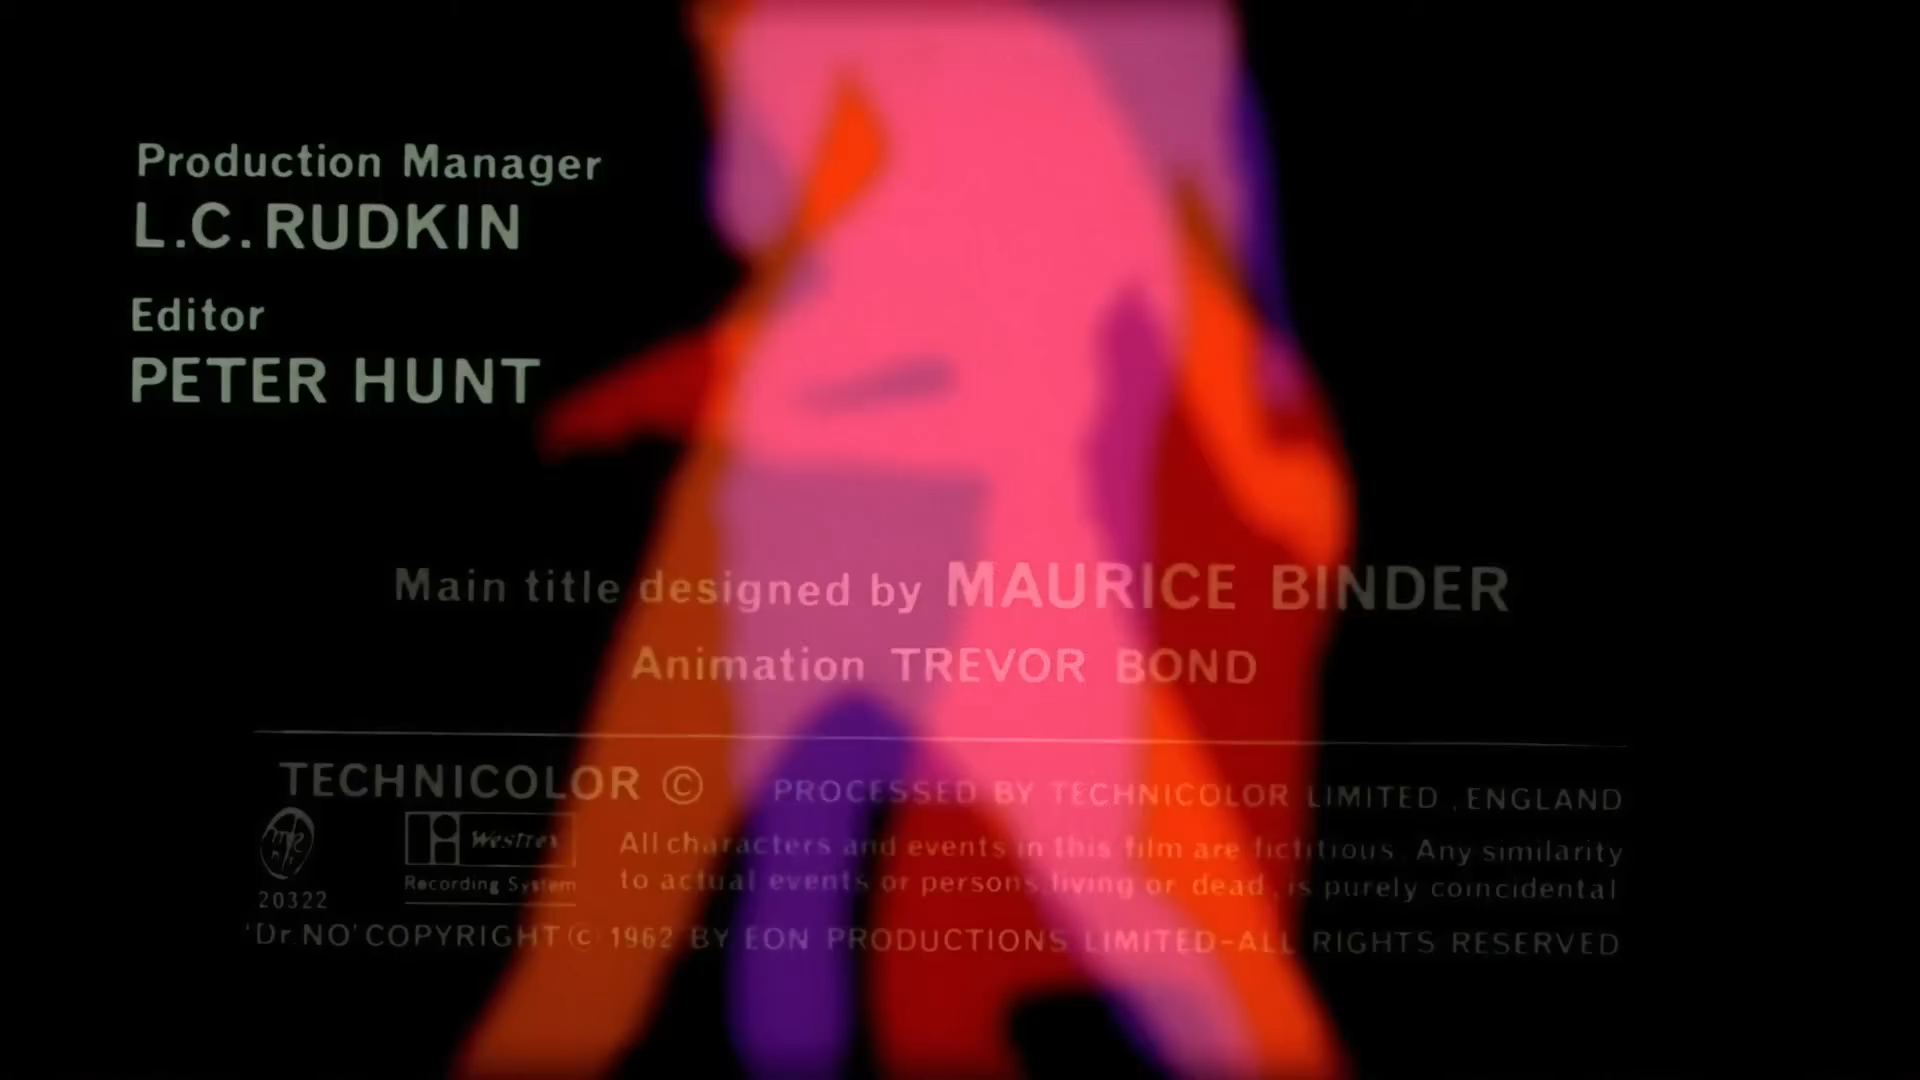 Production Manager
L.C. RUDKIN
Editor
PETER HUNT
Main title designed by MAURICE BINDER
Animation TREVOR BOND
TECHNICOLOR © PROCESSED BY TECHNICOLOR LIMITED, ENGLAND
Westrex
Recording System
20322
All characters and events in this film are fictitious. Any similarity
to actual events or persons, living or dead, is purely coincidental
'Dr. NO' COPYRIGHT © 1962 BY EON PRODUCTIONS LIMITED-ALL RIGHTS RESERVED